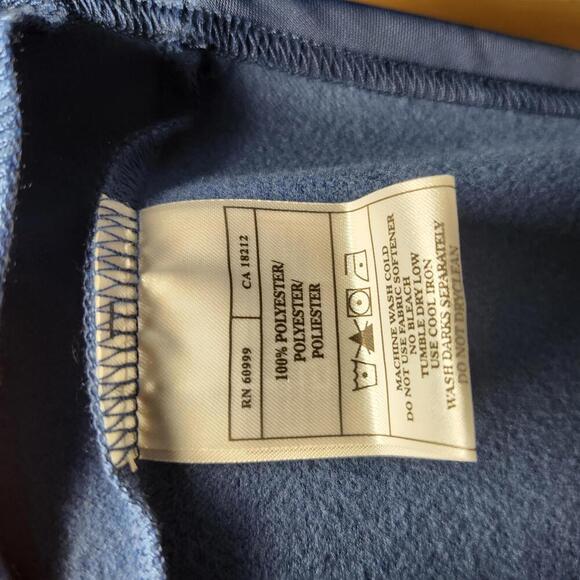 RN 60999 CA 18212
100% POLYESTER/
POLYESTER/
POLIESTER
MACHINE WASH COLD
DO NOT USE FABRIC SOFTENER
NO BLEACH
TUMBLE DRY LOW
USE COOL IRON
WASH DARKS SEPARATELY
DO NOT DRYCLEAN